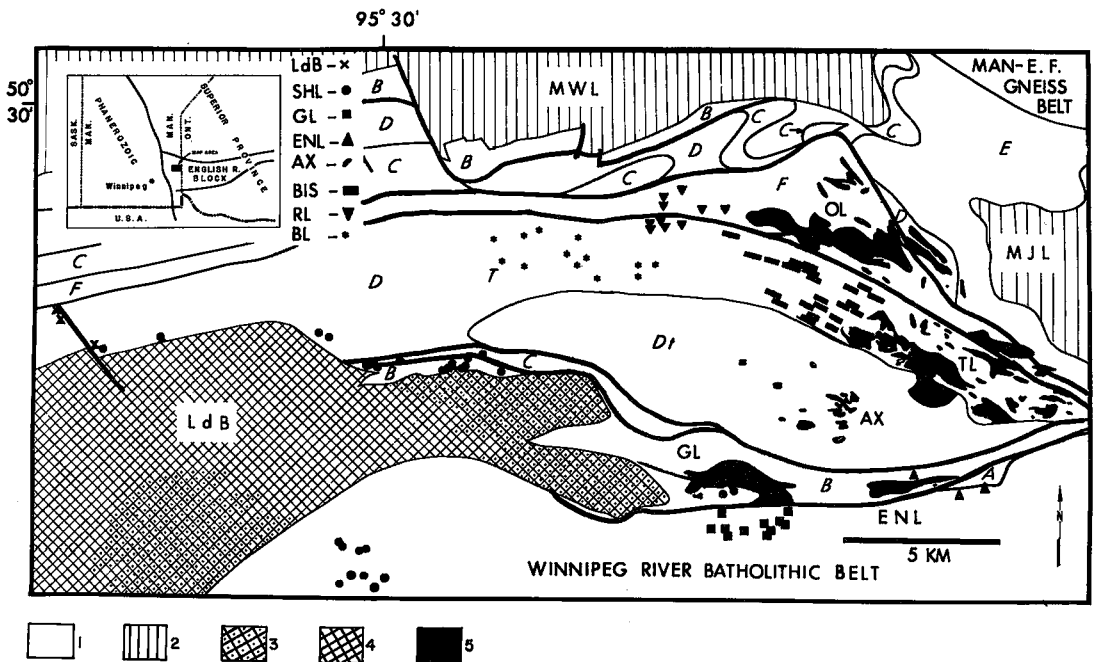 95° 30'
50°
30'
LdB - ×
SHL - ●
GL - ■
ENL - ▲
AX -
BIS -
RL - ▼
BL - *
SASK.
MAN.
PHANEROZOIC
MAN.
ONT.
SUPERIOR PROVINCE
MAP AREA
ENGLISH R.
BLOCK
Winnipeg
U.S.A.
MWL
MAN-E.F.
GNEISS
BELT
B
D
C
B
B
C
C
C
D
C
E
F
OL
D
MJL
C
F
D
T
L
Dt
TL
B
C
AX
LdB
GL
B
A
ENL
N
5 KM
WINNIPEG RIVER BATHOLITHIC BELT
1
2
3
4
5